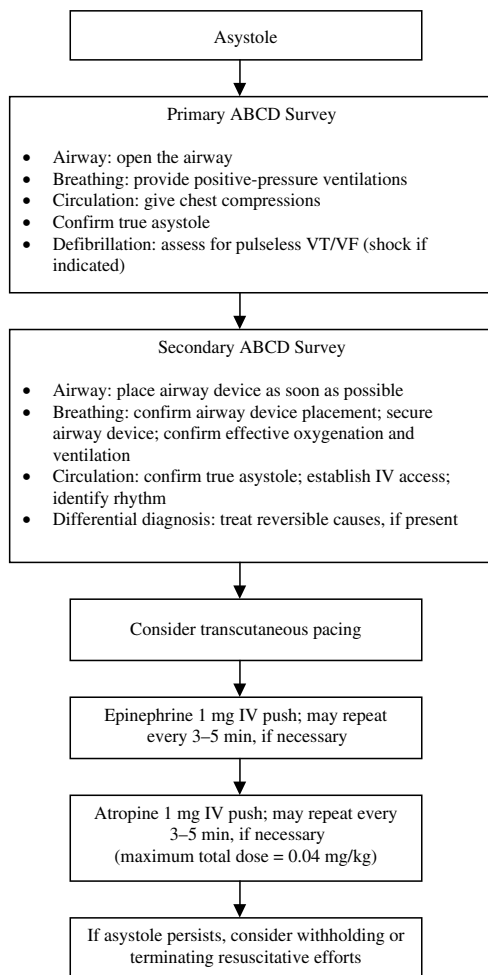 Asystole
Primary ABCD Survey
• Airway: open the airway
• Breathing: provide positive-pressure ventilations
• Circulation: give chest compressions
• Confirm true asystole
• Defibrillation: assess for pulseless VT/VF (shock if
indicated)
Secondary ABCD Survey
• Airway: place airway device as soon as possible
• Breathing: confirm airway device placement; secure
airway device; confirm effective oxygenation and
ventilation
• Circulation: confirm true asystole; establish IV access;
identify rhythm
• Differential diagnosis: treat reversible causes, if present
Consider transcutaneous pacing
Epinephrine 1 mg IV push; may repeat
every 3–5 min, if necessary
Atropine 1 mg IV push; may repeat every
3–5 min, if necessary
(maximum total dose = 0.04 mg/kg)
If asystole persists, consider withholding or
terminating resuscitative efforts